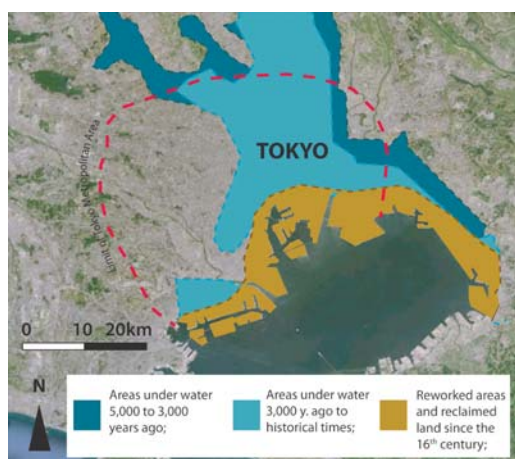 TOKYO
Limit of Tokyo Metropolitan Area
0 10 20km
N
Areas under water
5,000 to 3,000
years ago;
Areas under water
3,000 y. ago to
historical times;
Reworked areas
and reclaimed
land since the
16th century;